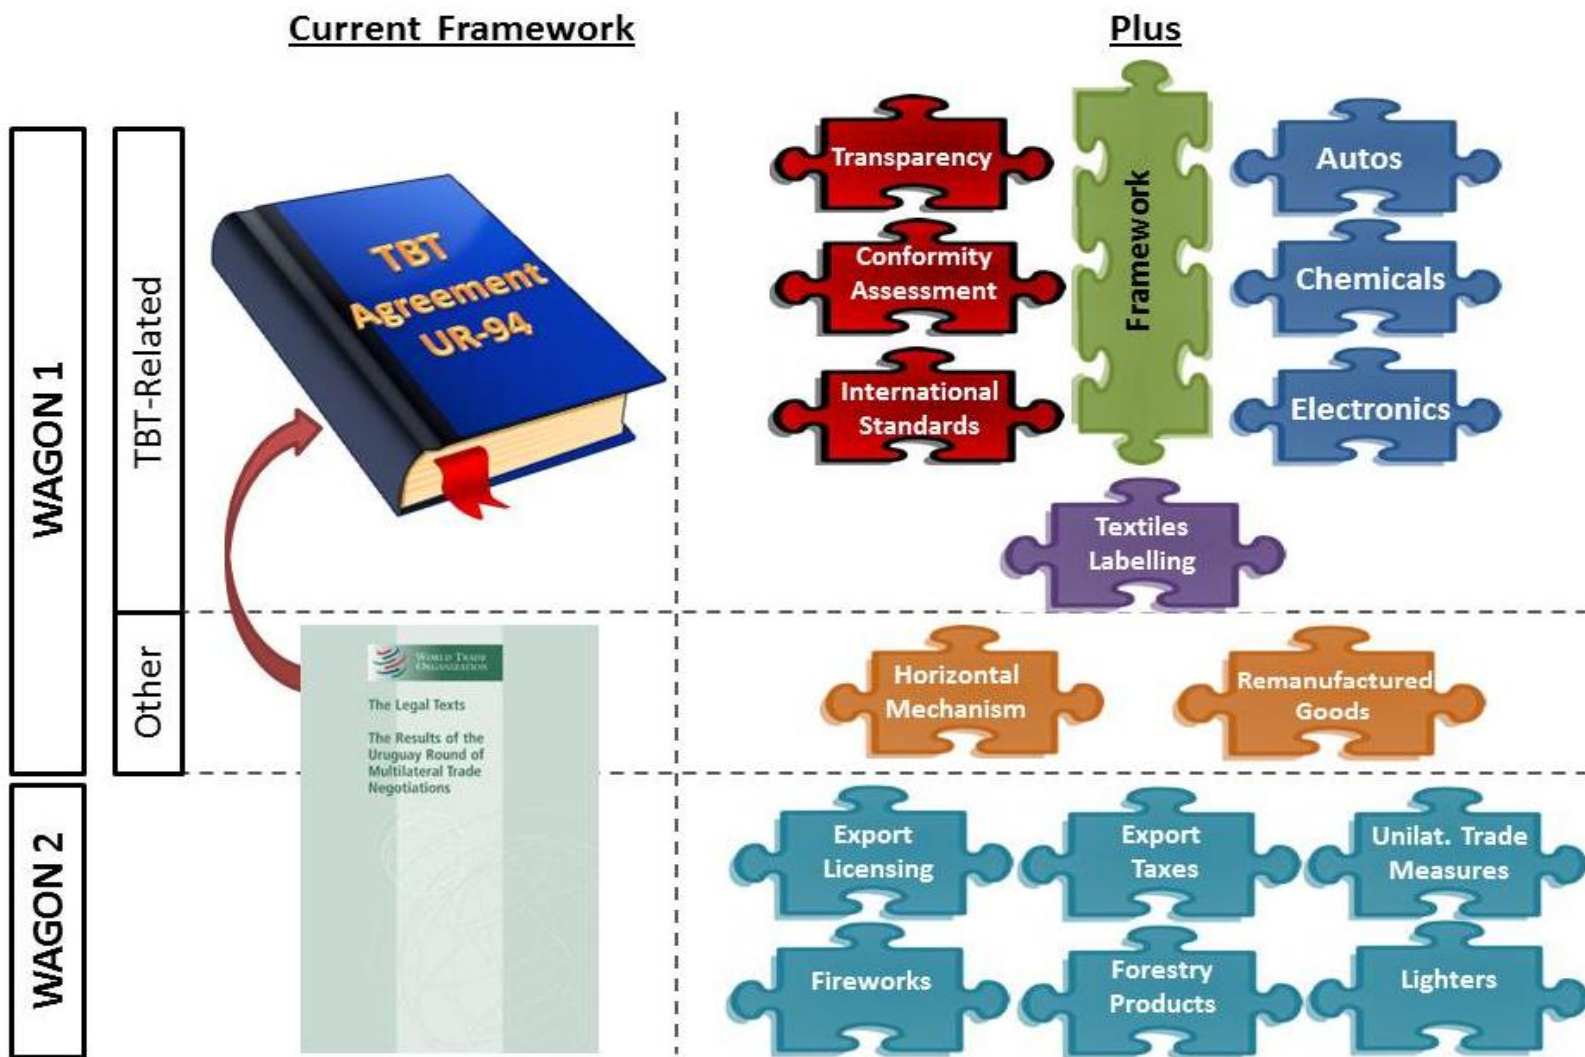 Current Framework
Plus
WAGON 1
TBT-Related
TBT
Agreement
UR-94
Transparency
Framework
Autos
Conformity
Assessment
Chemicals
International
Standards
Electronics
Textiles
Labelling
Other
WORLD TRADE
ORGANIZATION
The Legal Texts
The Results of the
Uruguay Round of
Multilateral Trade
Negotiations
Horizontal
Mechanism
Remanufactured
Goods
WAGON 2
Export
Licensing
Export
Taxes
Unilat. Trade
Measures
Fireworks
Forestry
Products
Lighters